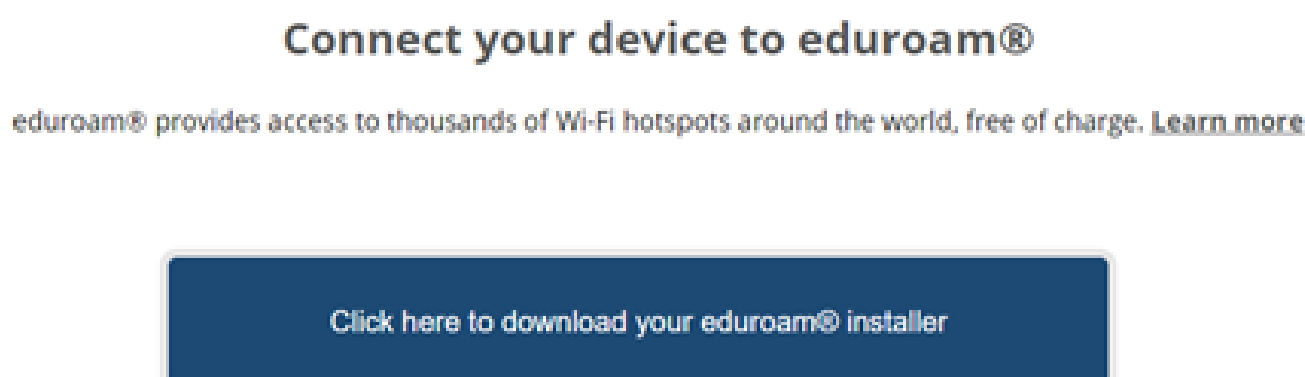 Connect your device to eduroam®
eduroam® provides access to thousands of Wi-Fi hotspots around the world, free of charge. Learn more
Click here to download your eduroam® installer